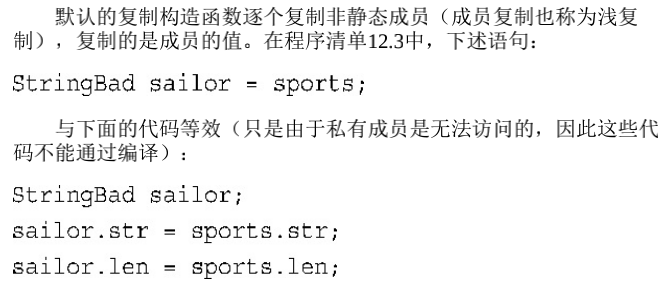 默认的复制构造函数逐个复制非静态成员（成员复制也称为浅复
制），复制的是成员的值。在程序清单12.3中，下述语句：
StringBad sailor = sports;
与下面的代码等效（只是由于私有成员是无法访问的，因此这些代
码不能通过编译）：
StringBad sailor;
sailor.str = sports.str;
sailor.len = sports.len;